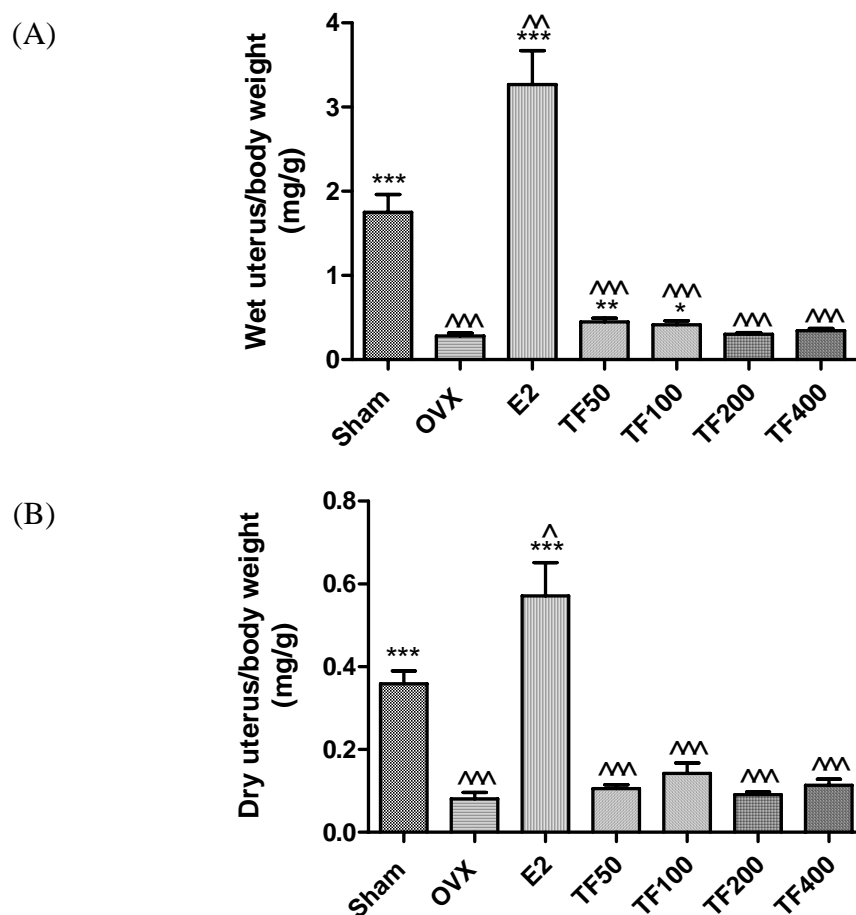 (A)
Wet uterus/body weight
(mg/g)
4
3
2
1
0
***
^^^
^^
***
^^^
**
^^^
*
^^^
^^^
Sham
OVX
E2
TF50
TF100
TF200
TF400
(B)
Dry uterus/body weight
(mg/g)
0.8
0.6
0.4
0.2
0.0
***
^^^
^
***
^^^
^^^
^^^
^^^
Sham
OVX
E2
TF50
TF100
TF200
TF400